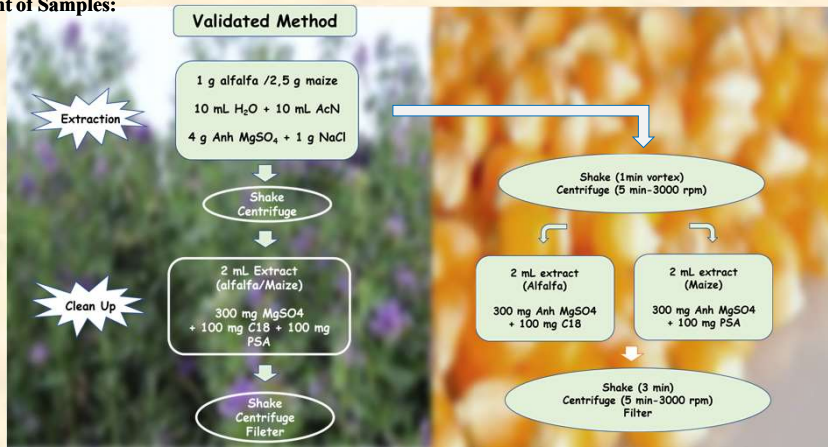 nt of Samples:
Validated Method
Extraction
1 g alfalfa /2,5 g maize
10 mL H₂O + 10 mL AcN
4 g Anh MgSO₄ + 1 g NaCl
Shake
Centrifuge
Clean Up
2 mL Extract
(alfalfa/Maize)
300 mg MgSO4
+ 100 mg C18 + 100 mg
PSA
Shake
Centrifuge
Fileter
Shake (1min vortex)
Centrifuge (5 min-3000 rpm)
2 mL extract
(Alfalfa)
300 mg Anh MgSO4
+ 100 mg C18
2 mL extract
(Maize)
300 mg Anh MgSO4
+ 100 mg PSA
Shake (3 min)
Centrifuge (5 min-3000 rpm)
Filter